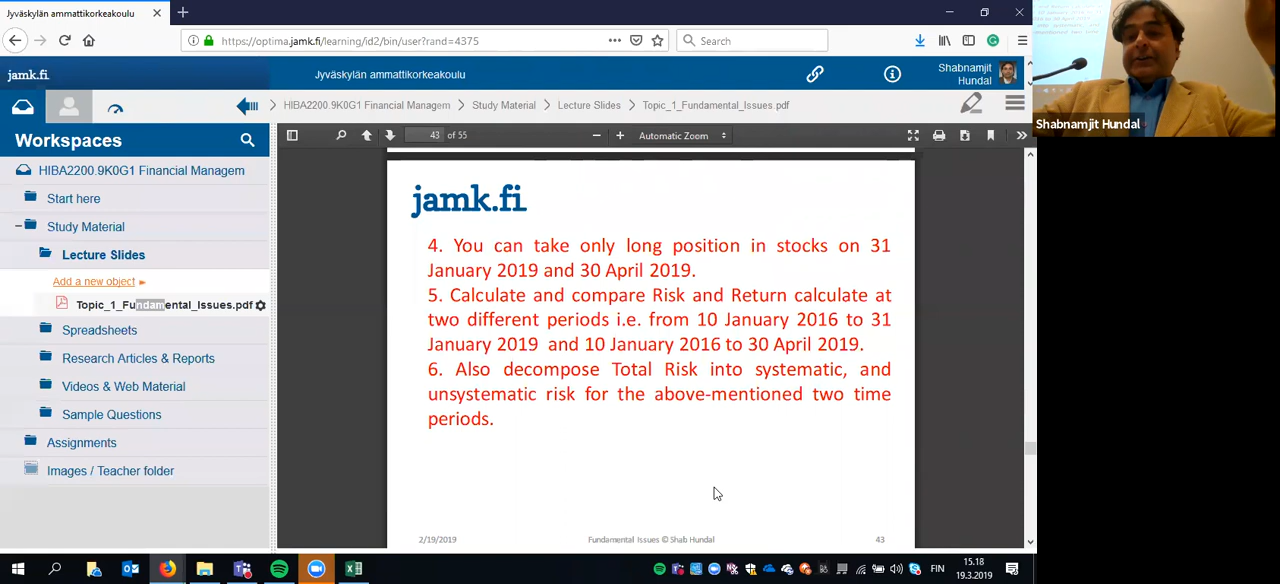 Jyväskylän ammattikorkeakoulu
https://optima.jamk.fi/learning/id2/bin/user?rand=4375
Search
jamk.fi
Jyväskylän ammattikorkeakoulu
Shabnamjit
Hundal
HIBA2200.9K0G1 Financial Managem
Study Material
Lecture Slides
Topic_1_Fundamental_Issues.pdf
Workspaces
43 of 55
Automatic Zoom
HIBA2200.9K0G1 Financial Managem
Start here
Study Material
Lecture Slides
Add a new object
Topic_1_Fundamental_Issues.pdf
Spreadsheets
Research Articles & Reports
Videos & Web Material
Sample Questions
Assignments
Images / Teacher folder
jamk.fi
4. You can take only long position in stocks on 31
January 2019 and 30 April 2019.
5. Calculate and compare Risk and Return calculate at
two different periods i.e. from 10 January 2016 to 31
January 2019 and 10 January 2016 to 30 April 2019.
6. Also decompose Total Risk into systematic, and
unsystematic risk for the above-mentioned two time
periods.
2/19/2019
Fundamental Issues © Shab Hundal
43
Shabnamjit Hundal
FIN
15.18
19.3.2019